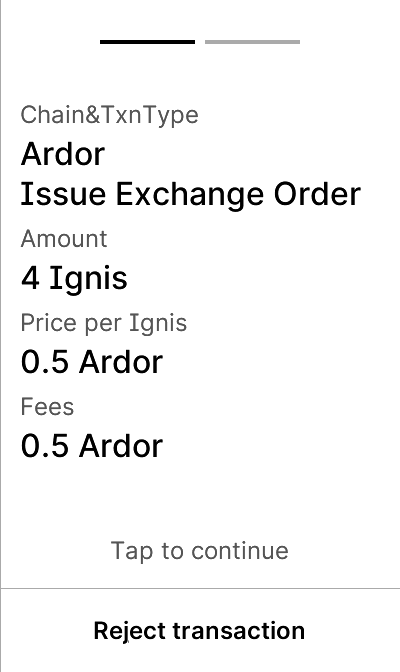 Chain&TxnType
Ardor
Issue Exchange Order
Amount
4 Ignis
Price per Ignis
0.5 Ardor
Fees
0.5 Ardor
Tap to continue
Reject transaction